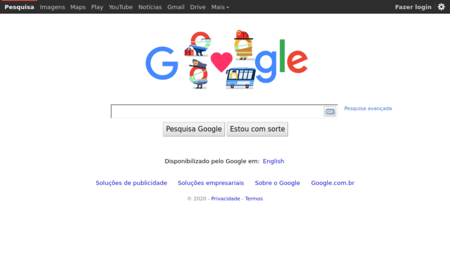 Pesquisa Imagens Maps Play YouTube Notícias Gmail Drive Mais Fazer login
Google
Pesquisa avançada
Pesquisa Google Estou com sorte
Disponibilizado pelo Google em: English
Soluções de publicidade Soluções empresariais Sobre o Google Google.com.br
© 2020 - Privacidade - Termos